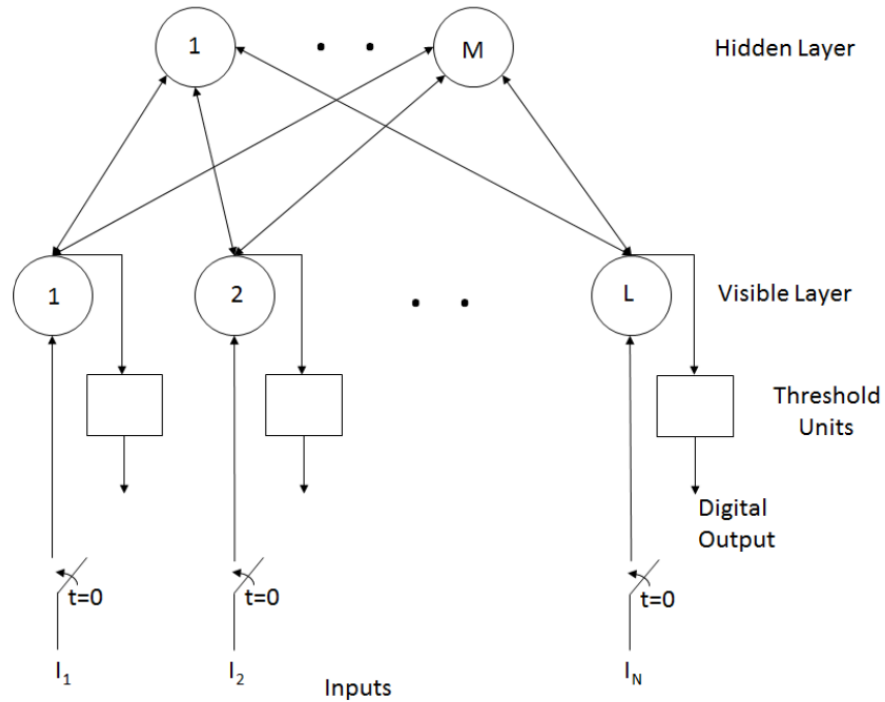 1
M
Hidden Layer
1
2
L
Visible Layer
Threshold
Units
Digital
Output
t=0
t=0
t=0
I1
I2
IN
Inputs